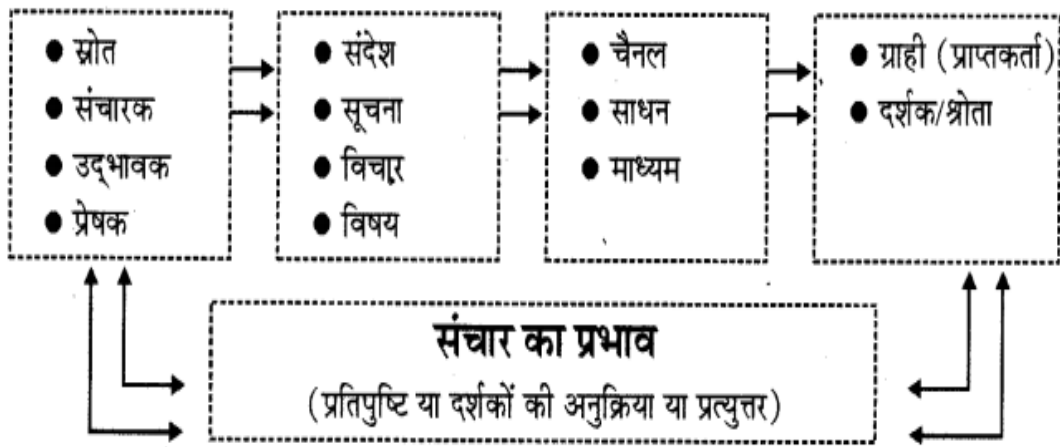 ● स्रोत
● संचारक
● उद्‌भावक
● प्रेषक
● संदेश
● सूचना
● विचार
● विषय
● चैनल
● साधन
● माध्यम
● ग्राही (प्राप्तकर्ता)
● दर्शक/श्रोता
संचार का प्रभाव
(प्रतिपुष्टि या दर्शकों की अनुक्रिया या प्रत्युत्तर)